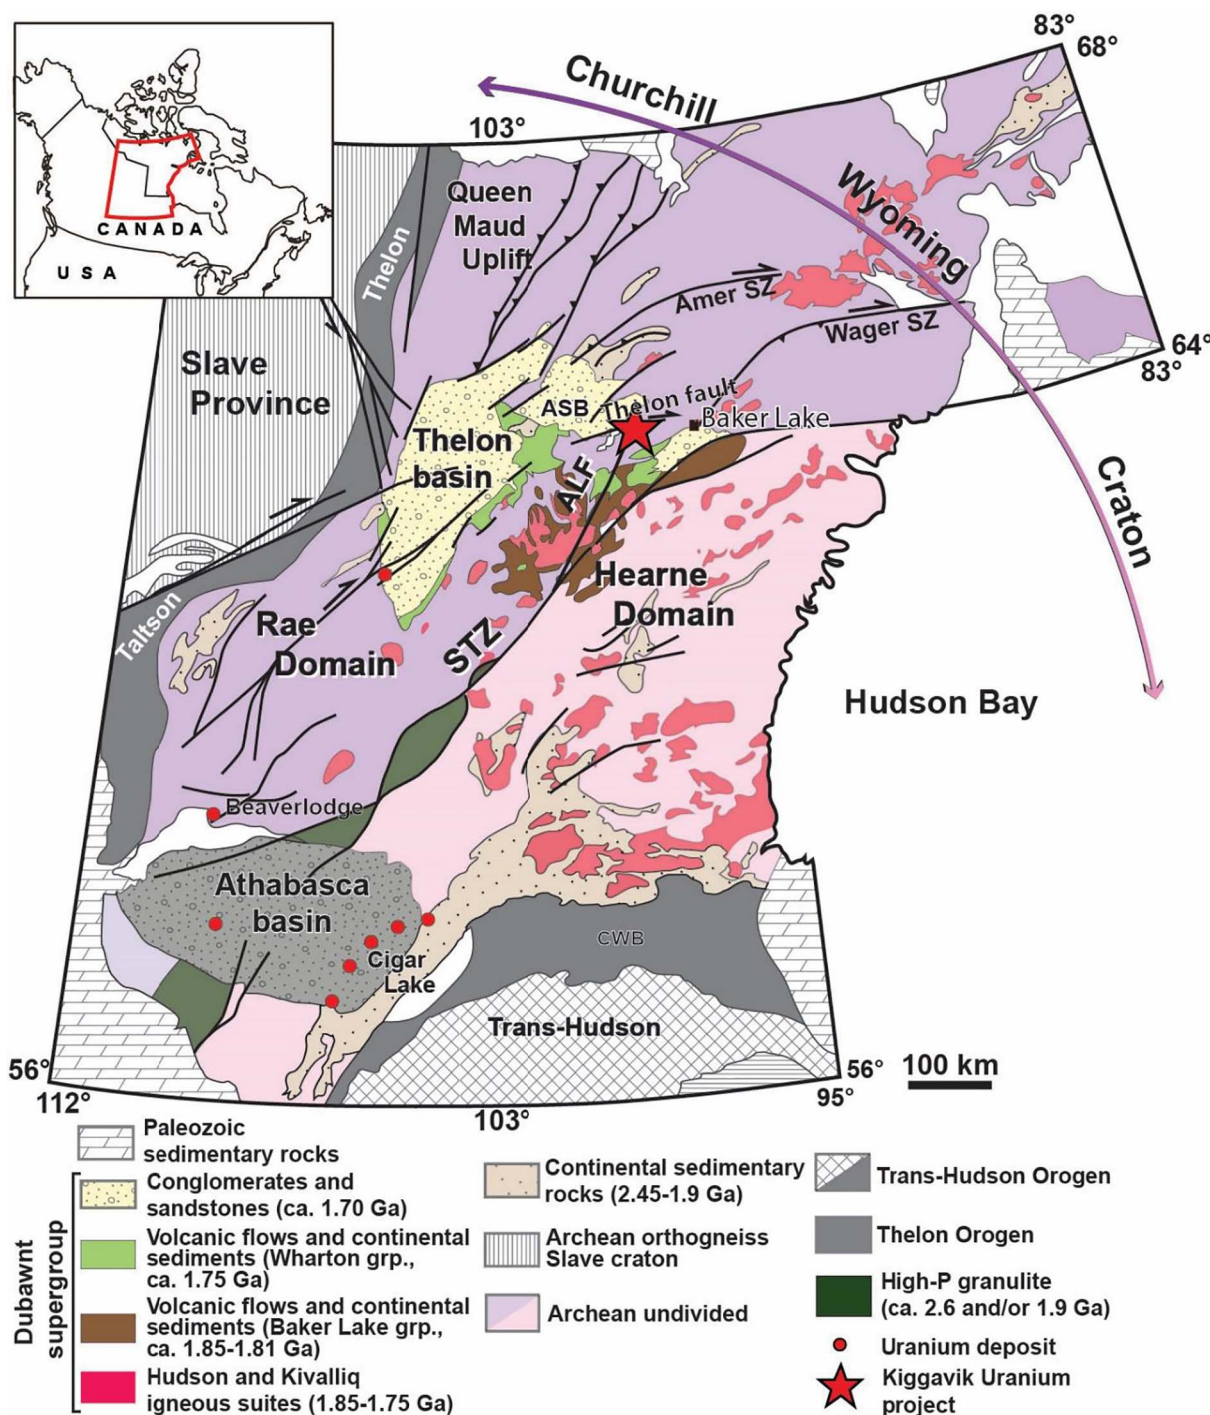 CANADA
USA
83°
68°
Churchill
103°
Wyoming
Queen
Maud
Uplift
Thelon
Amer SZ
Wager SZ
64°
83°
Slave
Province
Thelon fault
ASB
Baker Lake
Thelon
basin
ALF
Craton
Hearne
Domain
Taltson
Rae
Domain
STZ
Hudson Bay
Beaverlodge
Athabasca
basin
CWB
Cigar
Lake
Trans-Hudson
56°
56°
100 km
112°
103°
95°
Paleozoic
sedimentary rocks
Dubawnt
supergroup
Conglomerates and
sandstones (ca. 1.70 Ga)
Volcanic flows and continental
sediments (Wharton grp.,
ca. 1.75 Ga)
Volcanic flows and continental
sediments (Baker Lake grp.,
ca. 1.85-1.81 Ga)
Hudson and Kivalliq
igneous suites (1.85-1.75 Ga)
Continental sedimentary
rocks (2.45-1.9 Ga)
Archean orthogneiss
Slave craton
Archean undivided
Trans-Hudson Orogen
Thelon Orogen
High-P granulite
(ca. 2.6 and/or 1.9 Ga)
Uranium deposit
Kiggavik Uranium
project